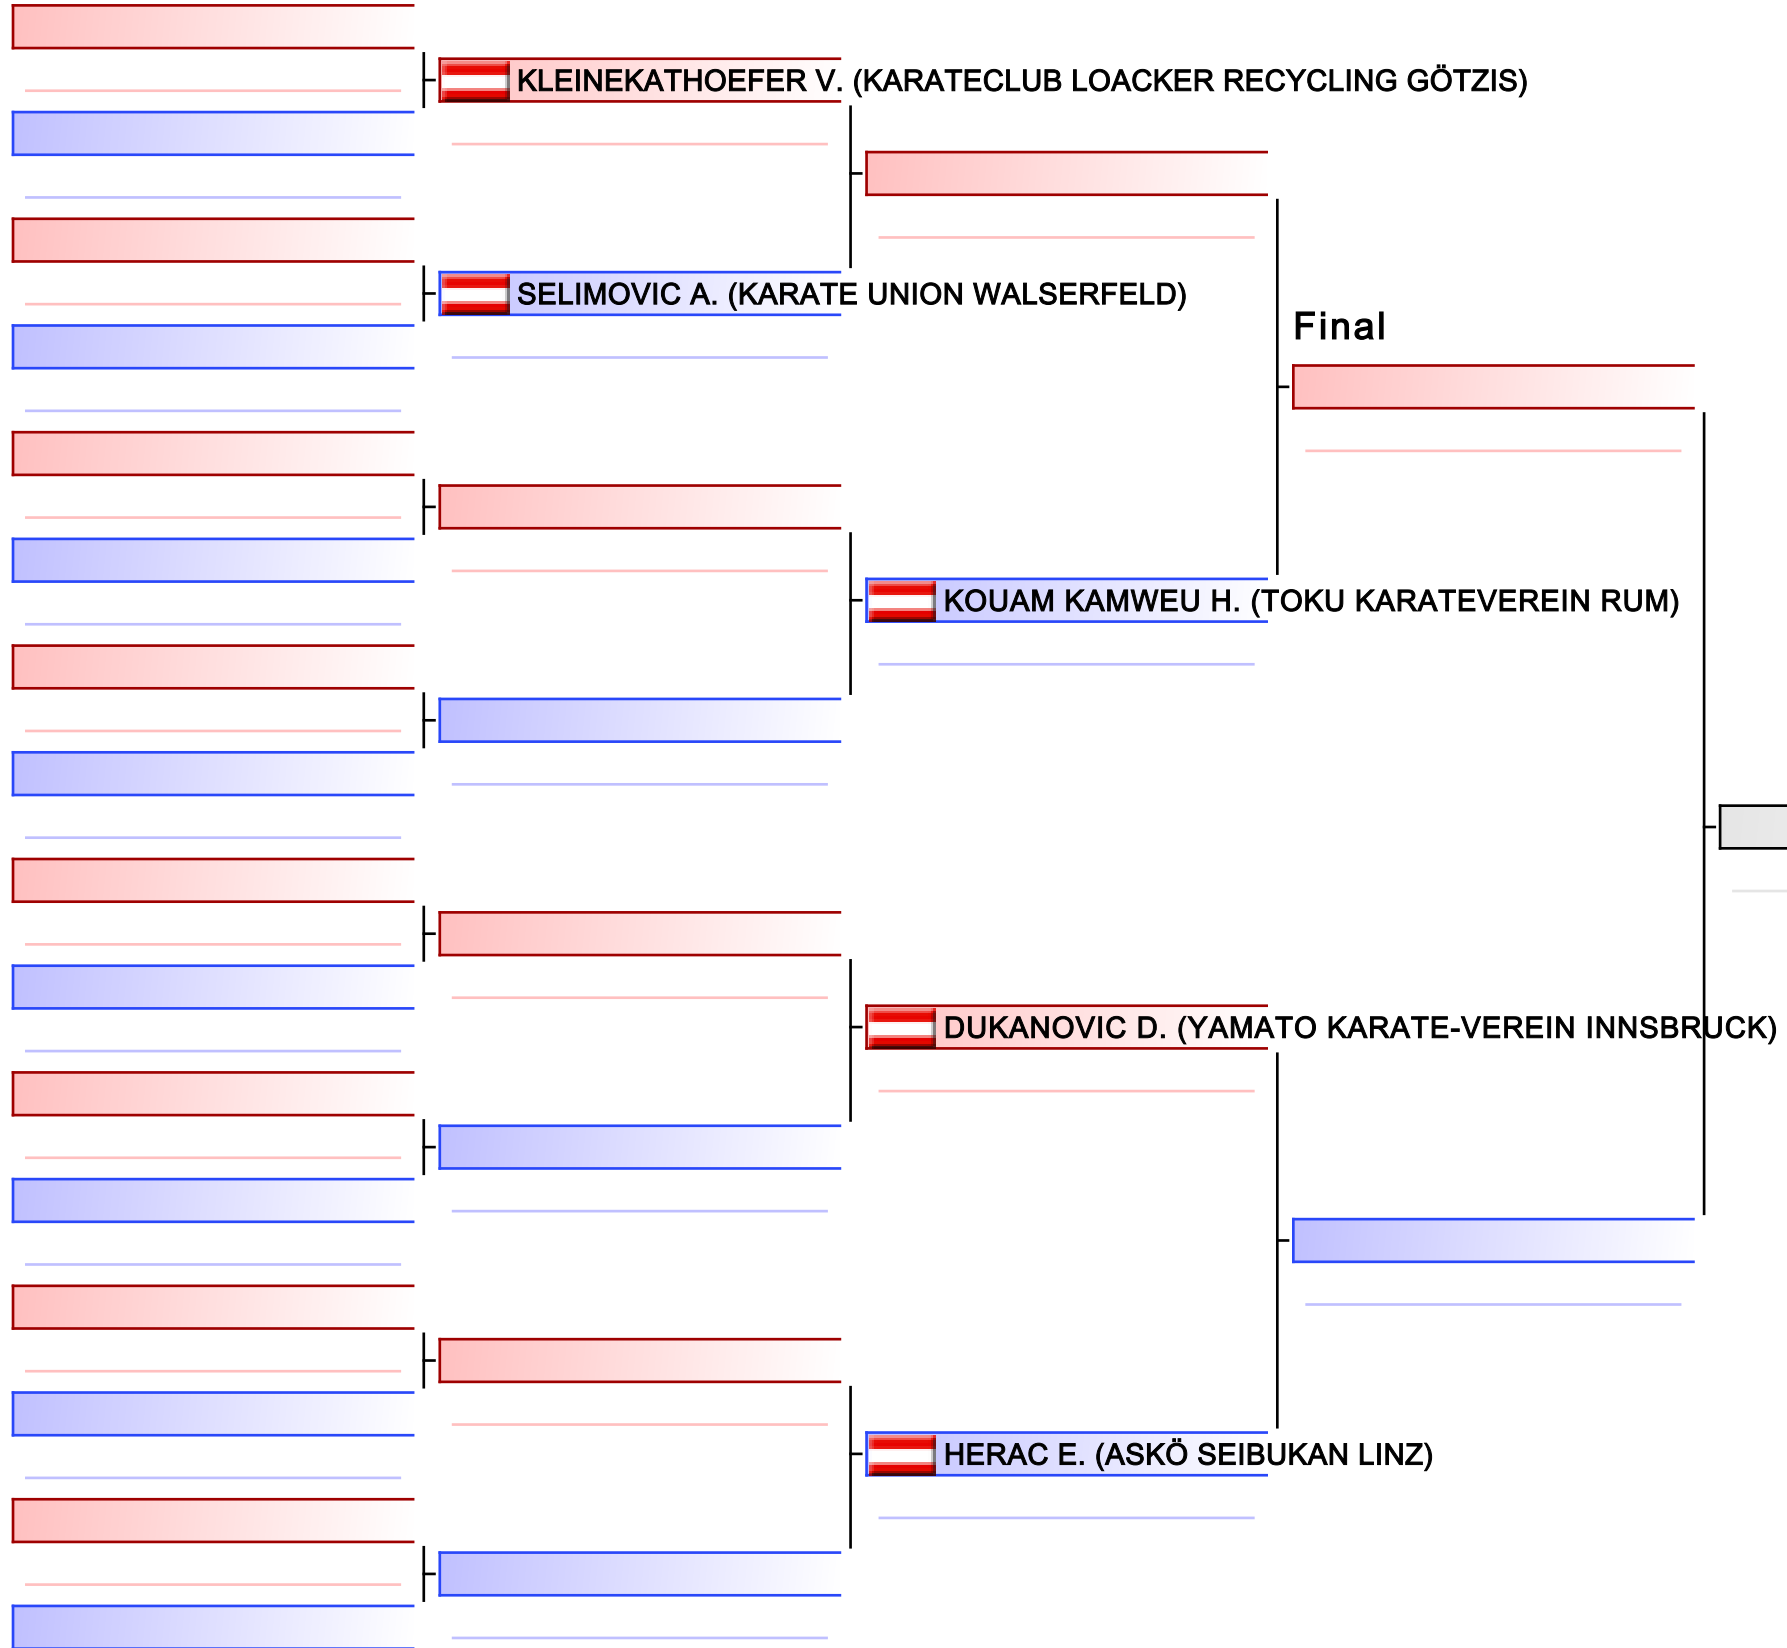 KLEINEKATHOEFER V. (KARATECLUB LOACKER RECYCLING GÖTZIS)
SELIMOVIC A. (KARATE UNION WALSERFELD)
Final
KOUAM KAMWEU H. (TOKU KARATEVEREIN RUM)
DUKANOVIC D. (YAMATO KARATE-VEREIN INNSBRUCK)
HERAC E. (ASKÖ SEIBUKAN LINZ)